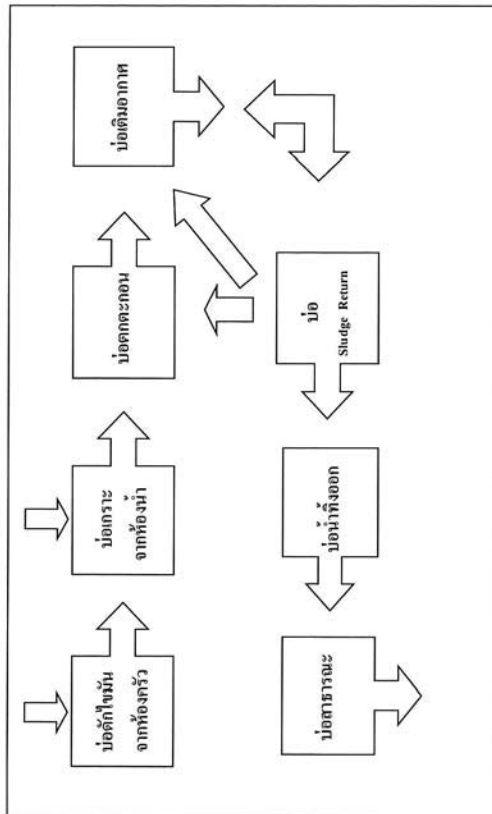 บ่อดักไขมัน
จากห้องครัว
บ่อเกราะ
จากห้องน้ำ
บ่อตกตะกอน
บ่อเติมอากาศ
บ่อ
Sludge Return
บ่อน้ำทิ้งออก
บ่อสาธารณะ